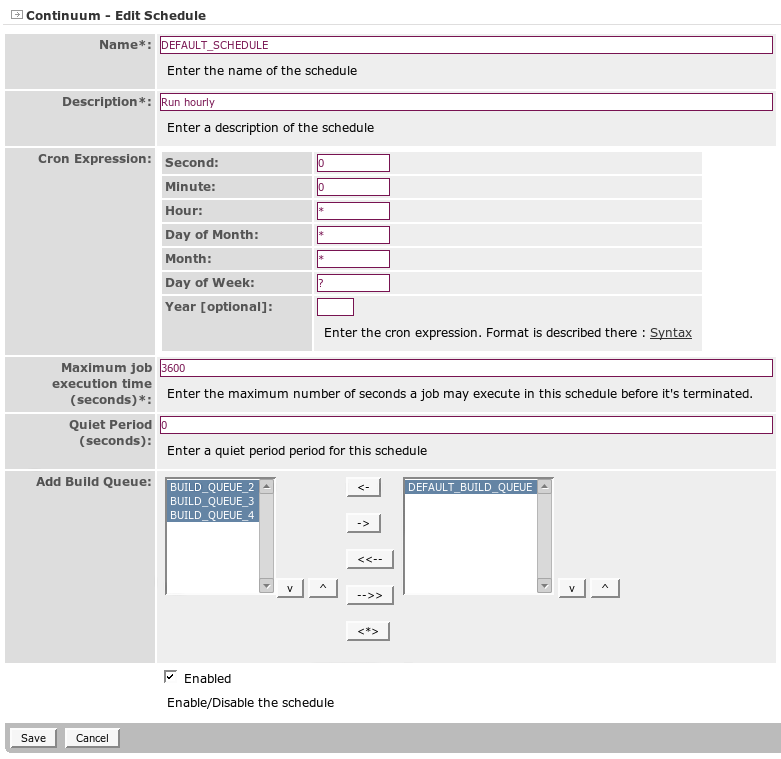 Continuum - Edit Schedule
Name*: DEFAULT_SCHEDULE
Enter the name of the schedule
Description*: Run hourly
Enter a description of the schedule
Cron Expression:
Second: 0
Minute: 0
Hour: *
Day of Month: *
Month: *
Day of Week: ?
Year [optional]:
Enter the cron expression. Format is described there : Syntax
Maximum job
execution time
(seconds)*:
3600
Enter the maximum number of seconds a job may execute in this schedule before it's terminated.
Quiet Period
(seconds):
0
Enter a quiet period period for this schedule
Add Build Queue:
BUILD_QUEUE_2
BUILD_QUEUE_3
BUILD_QUEUE_4
v ^
<-
->
<<--
-->>
<*>
DEFAULT_BUILD_QUEUE
v ^
Enabled
Enable/Disable the schedule
Save Cancel